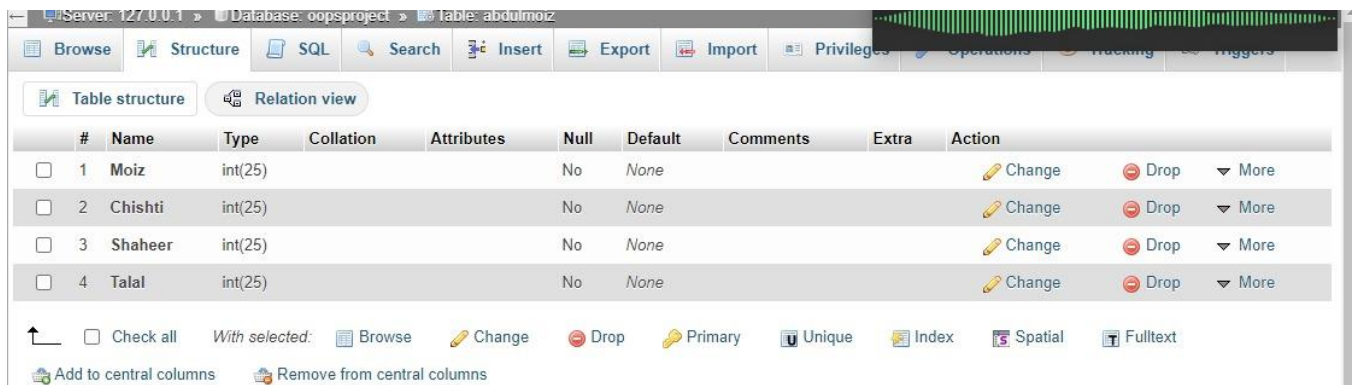 Server: 127.0.0.1 » Database: oopsproject » Table: abdulmoiz
Browse Structure SQL Search Insert Export Import Privileges Operations Tracking Triggers
Table structure Relation view
# Name Type Collation Attributes Null Default Comments Extra Action
1 Moiz int(25) No None Change Drop More
2 Chishti int(25) No None Change Drop More
3 Shaheer int(25) No None Change Drop More
4 Talal int(25) No None Change Drop More
Check all With selected: Browse Change Drop Primary Unique Index Spatial Fulltext
Add to central columns Remove from central columns